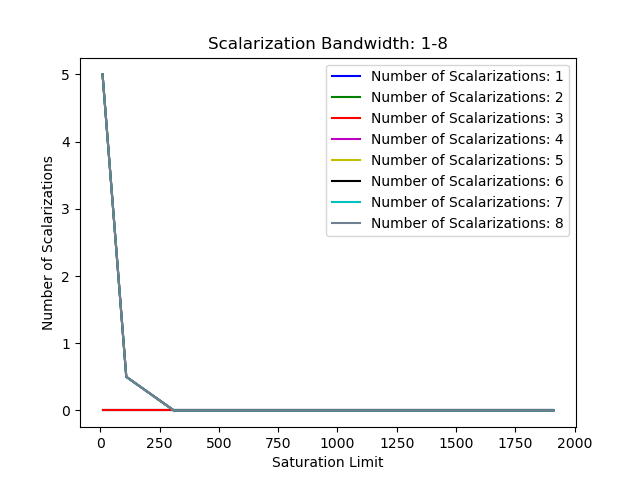 Scalarization Bandwidth: 1-8
Number of Scalarizations: 1
Number of Scalarizations: 2
Number of Scalarizations: 3
Number of Scalarizations: 4
Number of Scalarizations: 5
Number of Scalarizations: 6
Number of Scalarizations: 7
Number of Scalarizations: 8
Number of Scalarizations
5
4
3
2
1
0
0 250 500 750 1000 1250 1500 1750 2000
Saturation Limit